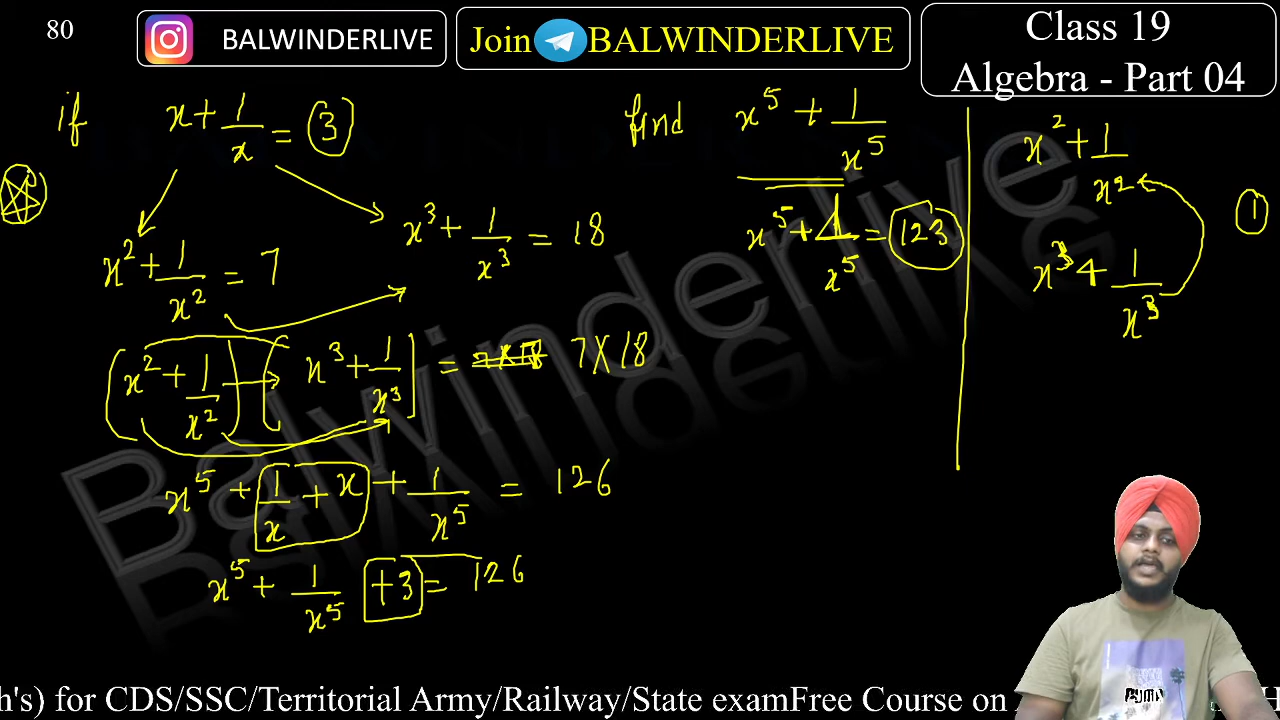 80
BALWINDERLIVE
Join BALWINDERLIVE
Class 19
Algebra - Part 04
if x + 1/x = 3
find x^5 + 1/x^5
x^2 + 1/x^2 = 7
x^3 + 1/x^3 = 18
x^5 + 1/x^5 = 123
(x^2 + 1/x^2) (x^3 + 1/x^3] = 7 X 18
x^5 + 1/x + x + 1/x^5 = 126
x^5 + 1/x^5 +3 = 126
x^2 + 1/x^2
x^3 + 1/x^3
1
Balwinderlive
PUMA
h's) for CDS/SSC/Territorial Army/Railway/State examFree Course on